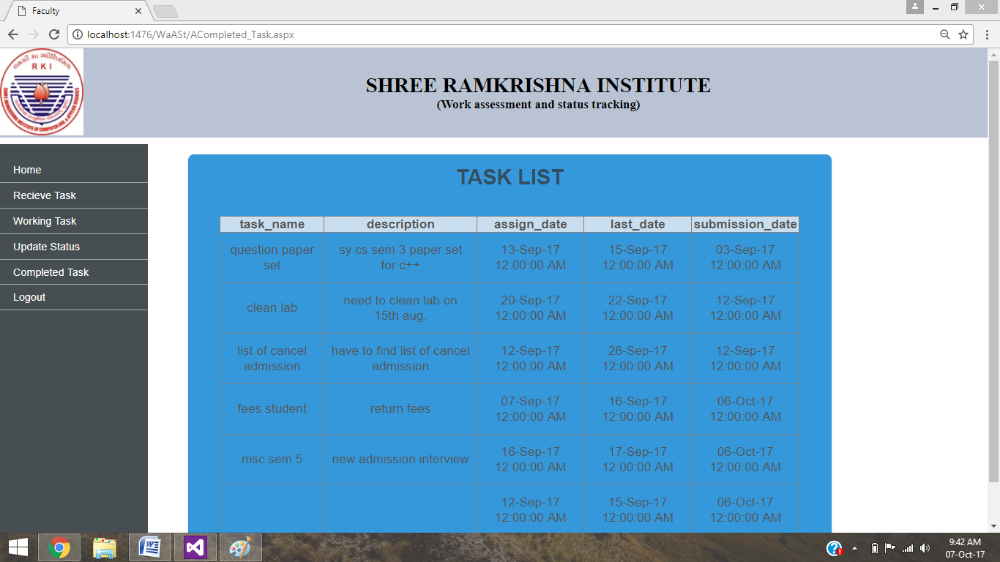 Faculty
localhost:1476/WaASt/ACompleted_Task.aspx
RKI
SHREE RAMKRISHNA INSTITUTE
(Work assessment and status tracking)
Home
Recieve Task
Working Task
Update Status
Completed Task
Logout
TASK LIST
task_name description assign_date last_date submission_date
question paper set sy cs sem 3 paper set for c++ 13-Sep-17 12:00:00 AM 15-Sep-17 12:00:00 AM 03-Sep-17 12:00:00 AM
clean lab need to clean lab on 15th aug. 20-Sep-17 12:00:00 AM 22-Sep-17 12:00:00 AM 12-Sep-17 12:00:00 AM
list of cancel admission have to find list of cancel admission 12-Sep-17 12:00:00 AM 26-Sep-17 12:00:00 AM 12-Sep-17 12:00:00 AM
fees student return fees 07-Sep-17 12:00:00 AM 16-Sep-17 12:00:00 AM 06-Oct-17 12:00:00 AM
msc sem 5 new admission interview 16-Sep-17 12:00:00 AM 17-Sep-17 12:00:00 AM 06-Oct-17 12:00:00 AM
12-Sep-17 12:00:00 AM 15-Sep-17 12:00:00 AM 06-Oct-17 12:00:00 AM
9:42 AM
07-Oct-17